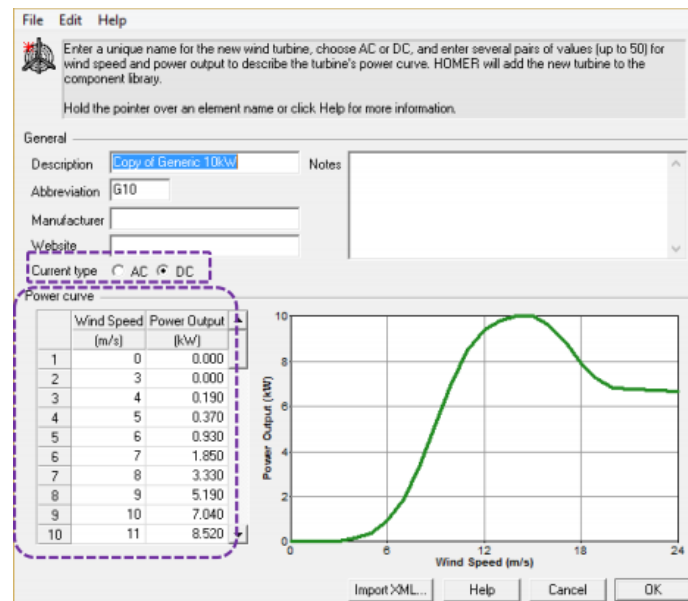 File Edit Help
Enter a unique name for the new wind turbine, choose AC or DC, and enter several pairs of values (up to 50) for
wind speed and power output to describe the turbine's power curve. HOMER will add the new turbine to the
component library.
Hold the pointer over an element name or click Help for more information.
General
Description Copy of Generic 10kW Notes
Abbreviation G10
Manufacturer
Website
Current type AC DC
Power curve
Wind Speed Power Output
(m/s) (kW)
1 0 0.000
2 3 0.000
3 4 0.190
4 5 0.370
5 6 0.930
6 7 1.850
7 8 3.330
8 9 5.190
9 10 7.040
10 11 8.520
Power Output (kW)
10
8
6
4
2
0
0 6 12 18 24
Wind Speed (m/s)
Import XML... Help Cancel OK